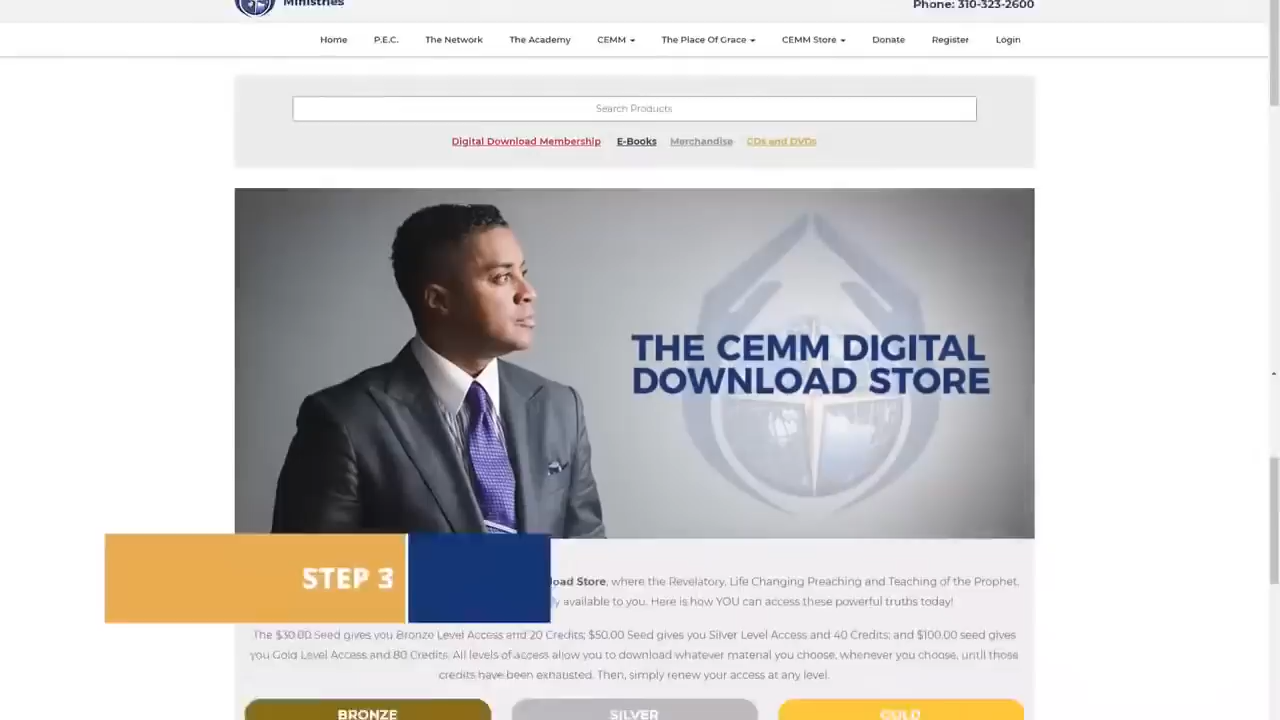 Ministries
Phone: 310-323-2600
Home P.E.C. The Network The Academy CEMM The Place Of Grace CEMM Store Donate Register Login
Search Products
Digital Download Membership E-Books Merchandise CDs and DVDs
THE CEMM DIGITAL
DOWNLOAD STORE
STEP 3
load Store, where the Revelatory, Life Changing Preaching and Teaching of the Prophet,
available to you. Here is how YOU can access these powerful truths today!
The $30.00 Seed gives you Bronze Level Access and 20 Credits; $50.00 Seed gives you Silver Level Access and 40 Credits; and $100.00 seed gives
you Gold Level Access and 80 Credits. All levels of access allow you to download whatever material you choose, whenever you choose, until those
credits have been exhausted. Then, simply renew your access at any level.
BRONZE SILVER GOLD